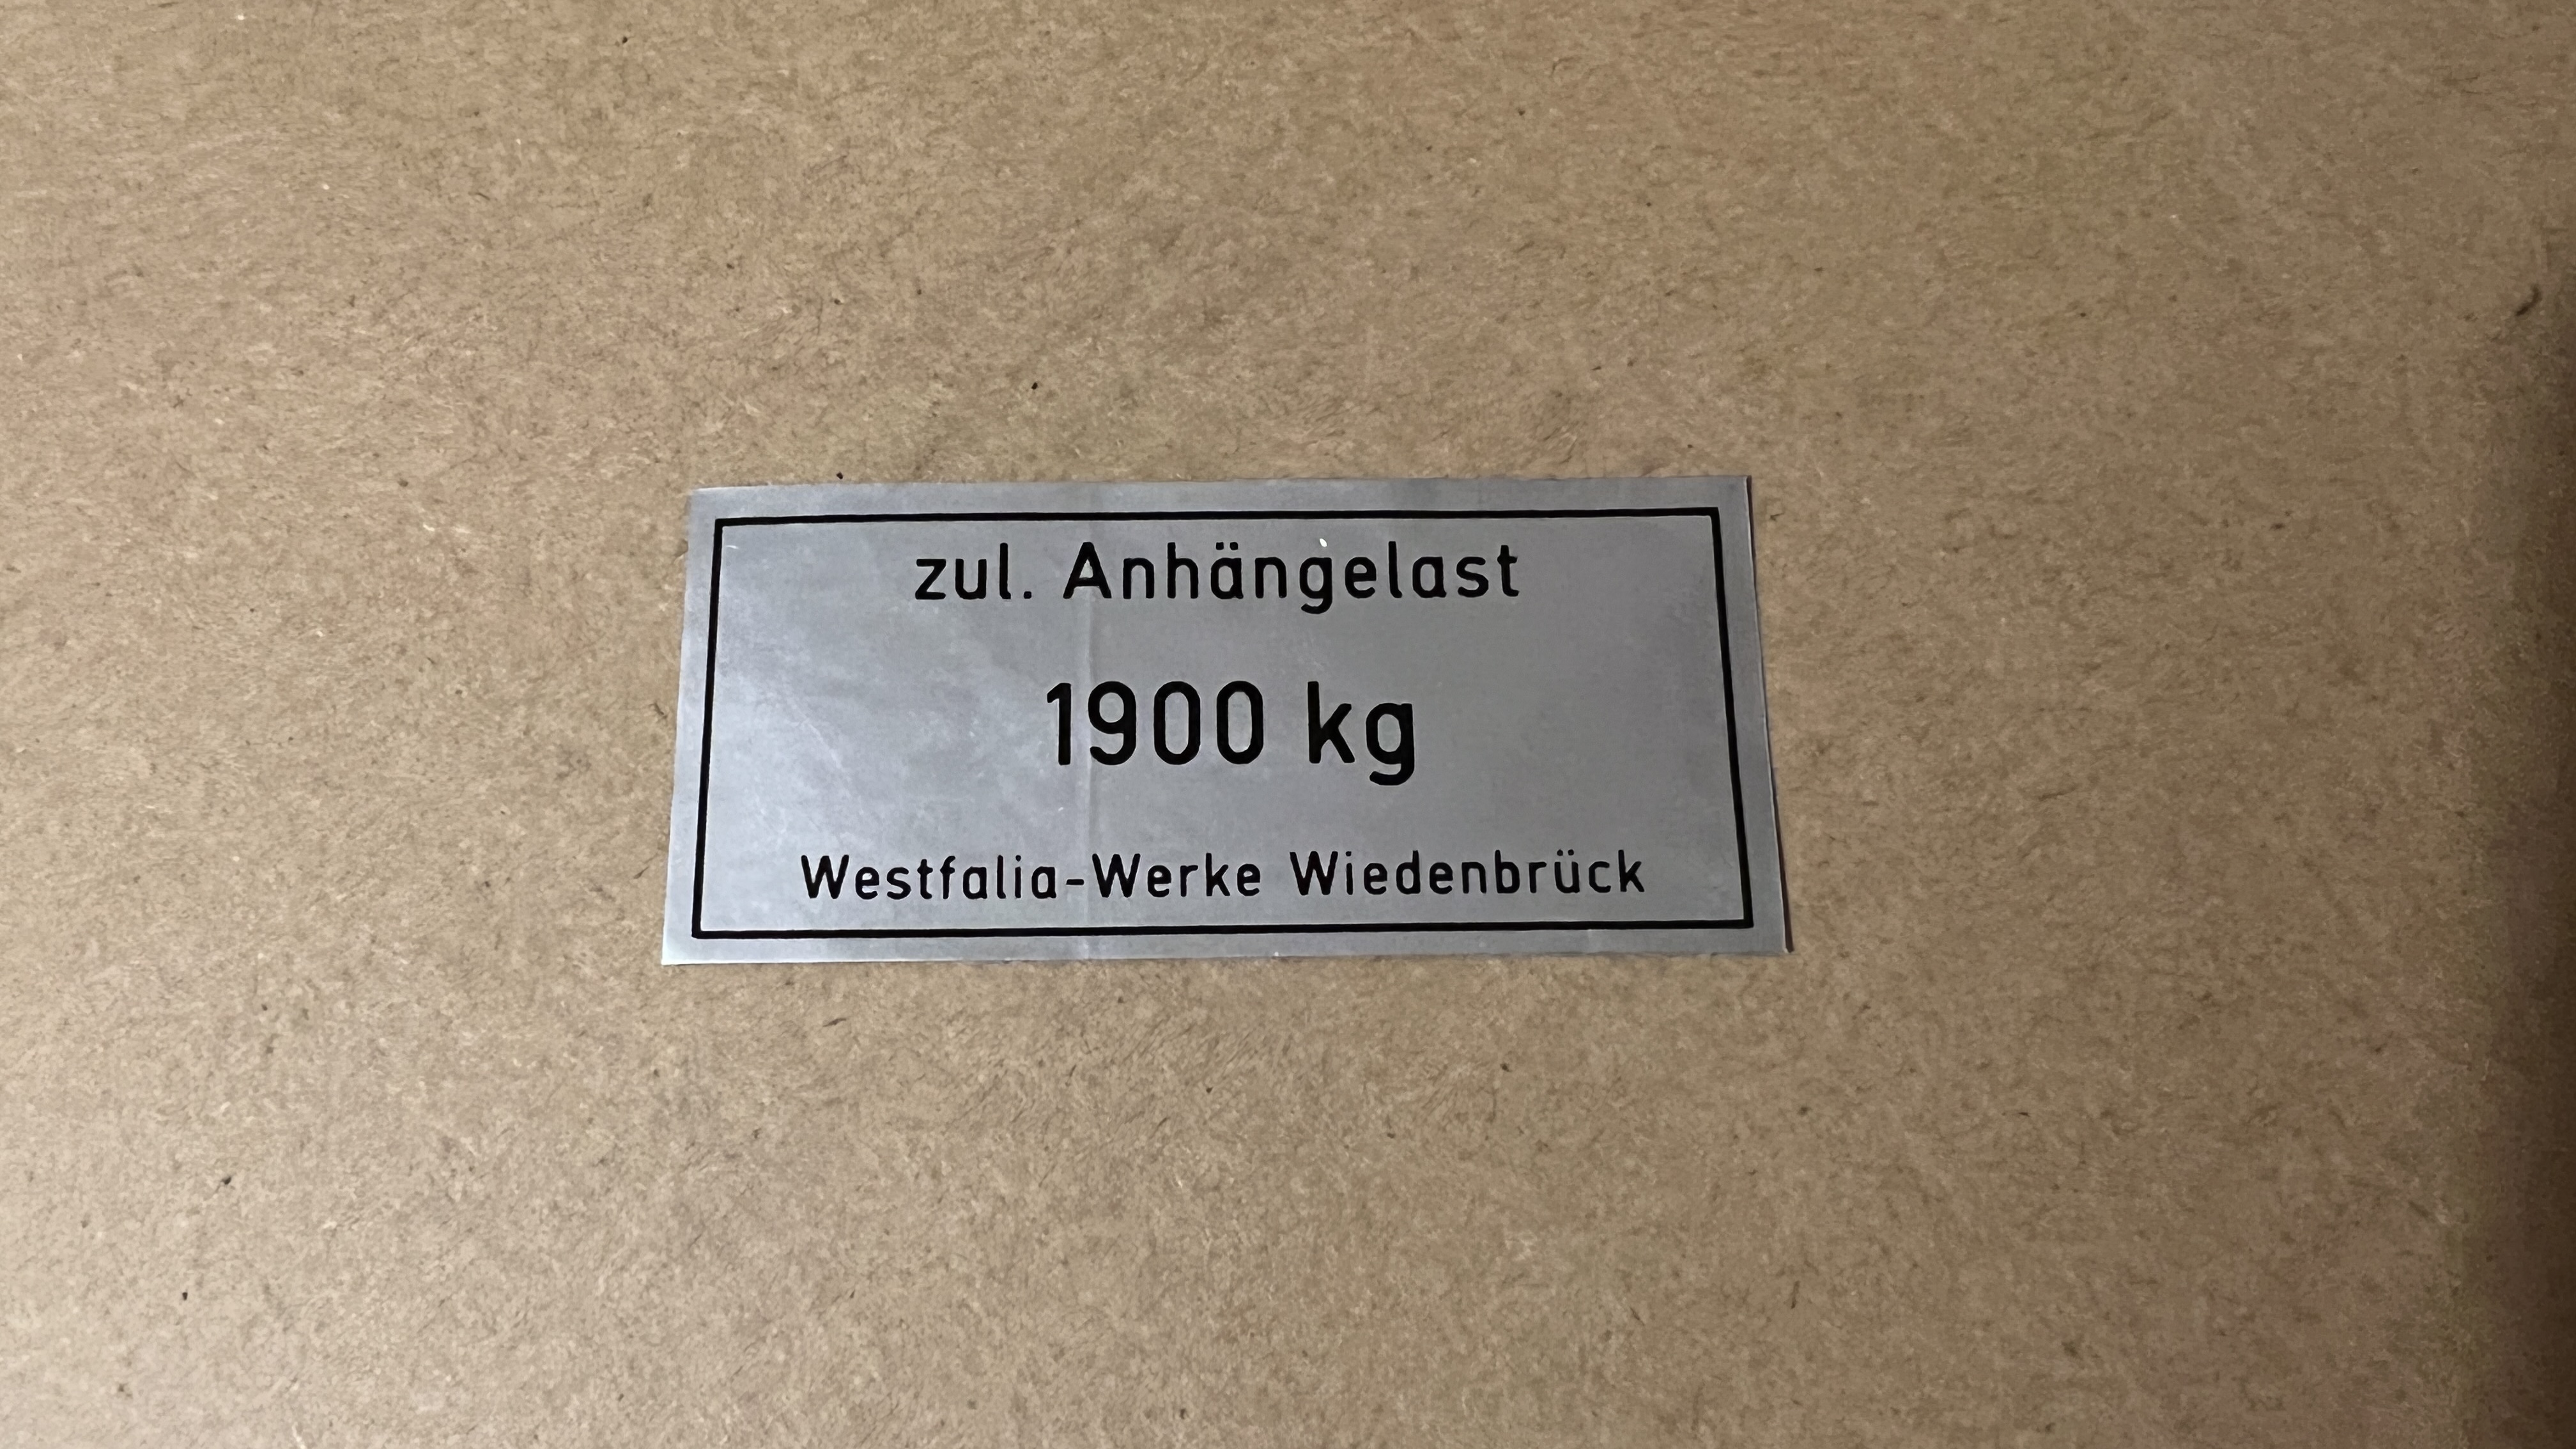 zul. Anhängelast
1900 kg
Westfalia-Werke Wiedenbrück